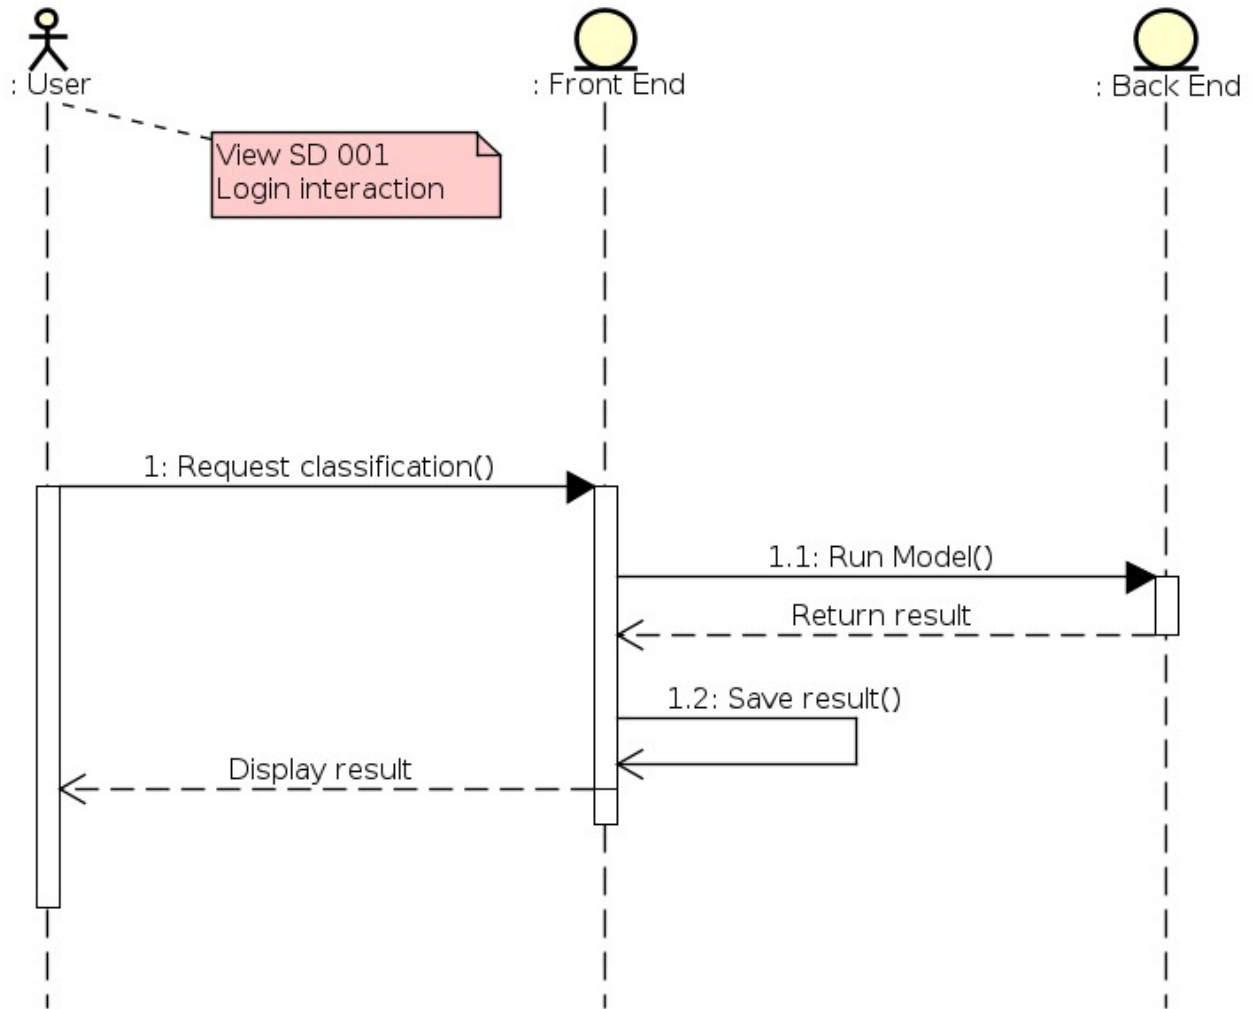 : User
: Front End
: Back End
View SD 001
Login interaction
1: Request classification()
1.1: Run Model()
Return result
1.2: Save result()
Display result